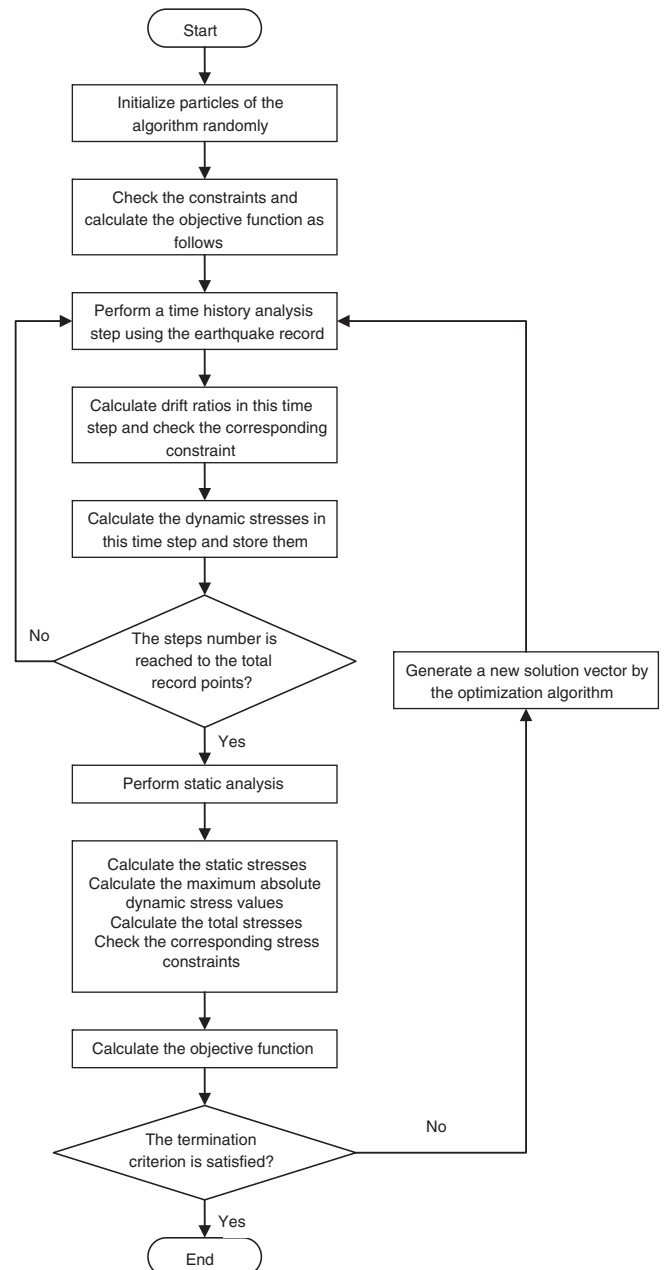 Start
Initialize particles of the
algorithm randomly
Check the constraints and
calculate the objective function as
follows
Perform a time history analysis
step using the earthquake record
Calculate drift ratios in this time
step and check the corresponding
constraint
Calculate the dynamic stresses in
this time step and store them
No
The steps number is
reached to the total
record points?
Generate a new solution vector by
the optimization algorithm
Yes
Perform static analysis
Calculate the static stresses
Calculate the maximum absolute
dynamic stress values
Calculate the total stresses
Check the corresponding stress
constraints
Calculate the objective function
No
The termination
criterion is satisfied?
Yes
End